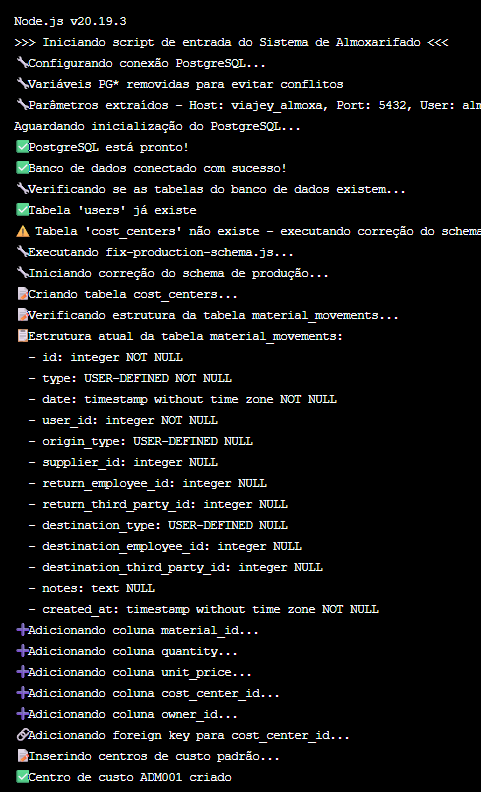 Node.js v20.19.3
>>> Iniciando script de entrada do Sistema de Almoxarifado <<<
🔧Configurando conexão PostgreSQL...
🔧Variáveis PG* removidas para evitar conflitos
🔧Parâmetros extraídos - Host: viajey_almoxa, Port: 5432, User: alm
Aguardando inicialização do PostgreSQL...
✅PostgreSQL está pronto!
✅Banco de dados conectado com sucesso!
🔧Verificando se as tabelas do banco de dados existem...
✅Tabela 'users' já existe
⚠️ Tabela 'cost_centers' não existe - executando correção do schema
🔧Executando fix-production-schema.js...
🔧Iniciando correção do schema de produção...
📝Criando tabela cost_centers...
📝Verificando estrutura da tabela material_movements...
📋Estrutura atual da tabela material_movements:
- id: integer NOT NULL
- type: USER-DEFINED NOT NULL
- date: timestamp without time zone NOT NULL
- user_id: integer NOT NULL
- origin_type: USER-DEFINED NULL
- supplier_id: integer NULL
- return_employee_id: integer NULL
- return_third_party_id: integer NULL
- destination_type: USER-DEFINED NULL
- destination_employee_id: integer NULL
- destination_third_party_id: integer NULL
- notes: text NULL
- created_at: timestamp without time zone NOT NULL
➕Adicionando coluna material_id...
➕Adicionando coluna quantity...
➕Adicionando coluna unit_price...
➕Adicionando coluna cost_center_id...
➕Adicionando coluna owner_id...
🔗Adicionando foreign key para cost_center_id...
📝Inserindo centros de custo padrão...
✅Centro de custo ADM001 criado